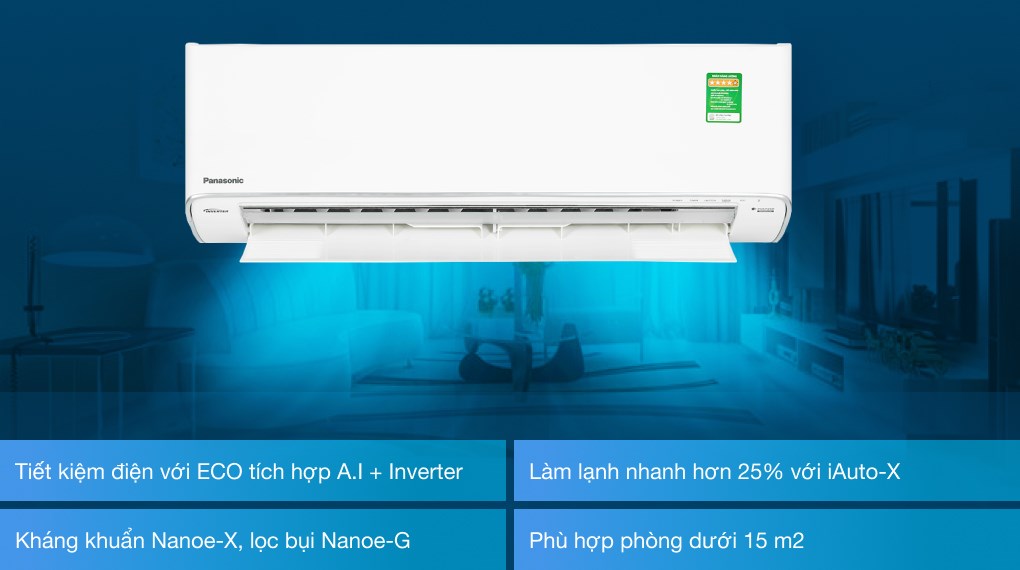 Panasonic
INVERTER
Tiết kiệm điện với ECO tích hợp A.I + Inverter
Làm lạnh nhanh hơn 25% với iAuto-X
Kháng khuẩn Nanoe-X, lọc bụi Nanoe-G
Phù hợp phòng dưới 15 m2